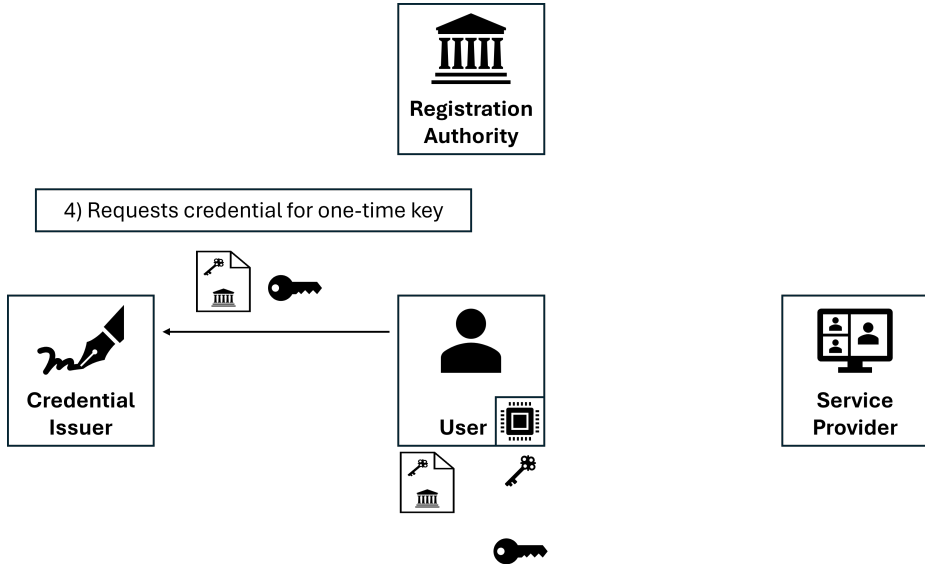 Registration
Authority
4) Requests credential for one-time key
Credential
Issuer
User
Service
Provider